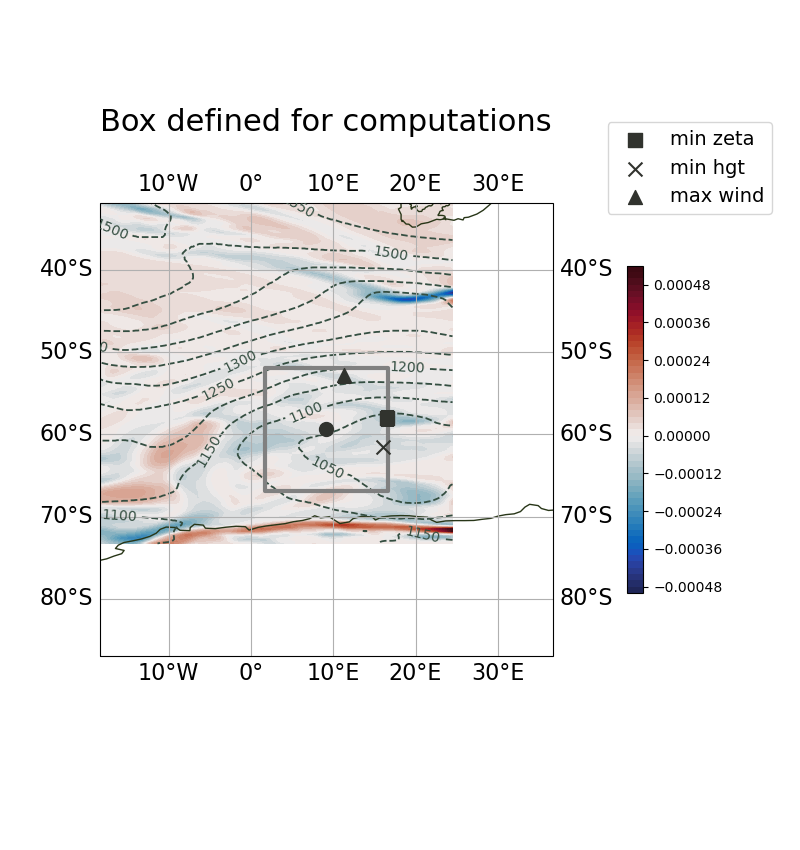 Box defined for computations
min zeta
min hgt
max wind
10°W 0° 10°E 20°E 30°E
500
1500
40°S 40°S
0.00048
0.00036
0.00024
0.00012
0.00000
−0.00012
−0.00024
−0.00036
−0.00048
50°S 50°S
1300
1200
1250
1100
60°S 60°S
1150
1050
1100
70°S 70°S
1150
80°S 80°S
10°W 0° 10°E 20°E 30°E